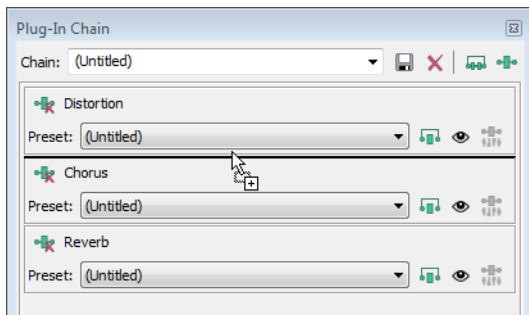 Plug-In Chain
Chain: (Untitled)
Distortion
Preset: (Untitled)
Chorus
Preset: (Untitled)
Reverb
Preset: (Untitled)